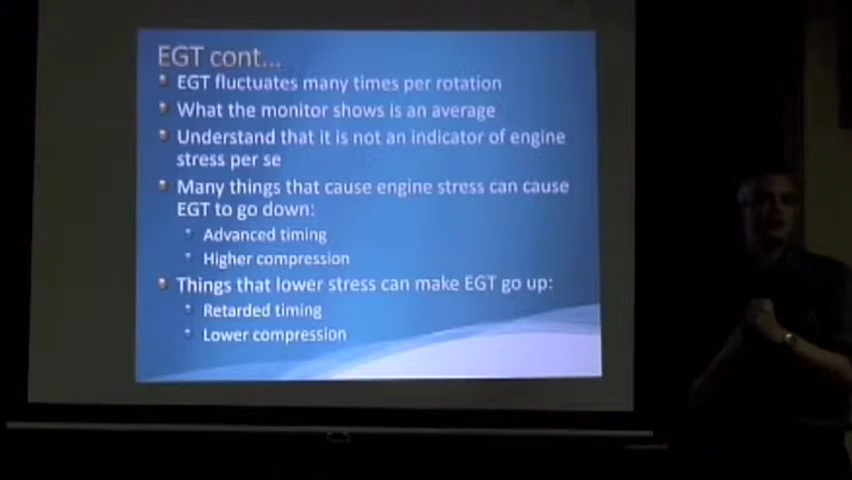 EGT cont...
EGT fluctuates many times per rotation
What the monitor shows is an average
Understand that it is not an indicator of engine
stress per se
Many things that cause engine stress can cause
EGT to go down:
Advanced timing
Higher compression
Things that lower stress can make EGT go up:
Retarded timing
Lower compression